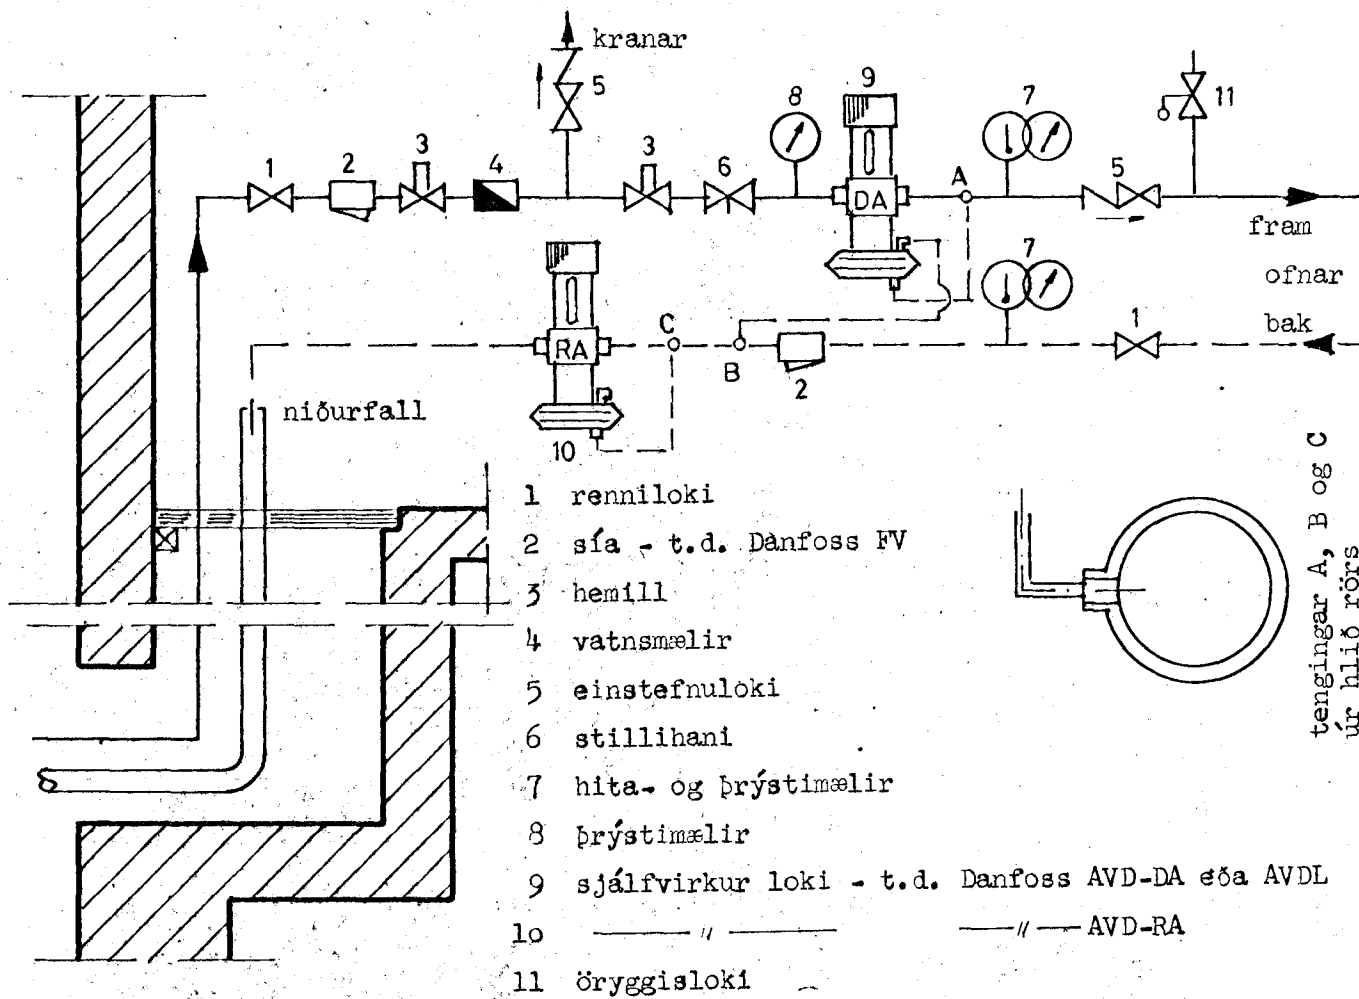 kranar
5
9
8
7
11
1
2
3
4
3
6
DA
A
5
fram
ofnar
7
bak
1
RA
C
B
2
10
niðurfall
1 renniloki
2 sía - t.d. Danfoss FV
3 hemill
4 vatnsmælir
5 einstefnuloki
6 stillihani
7 hita- og þrýstimælir
8 þrýstimælir
9 sjálfvirkur loki - t.d. Danfoss AVD-DA eða AVDL
10 —— " —— —"— AVD-RA
11 öryggisloki
tengingar A, B og C
úr hlið rörs